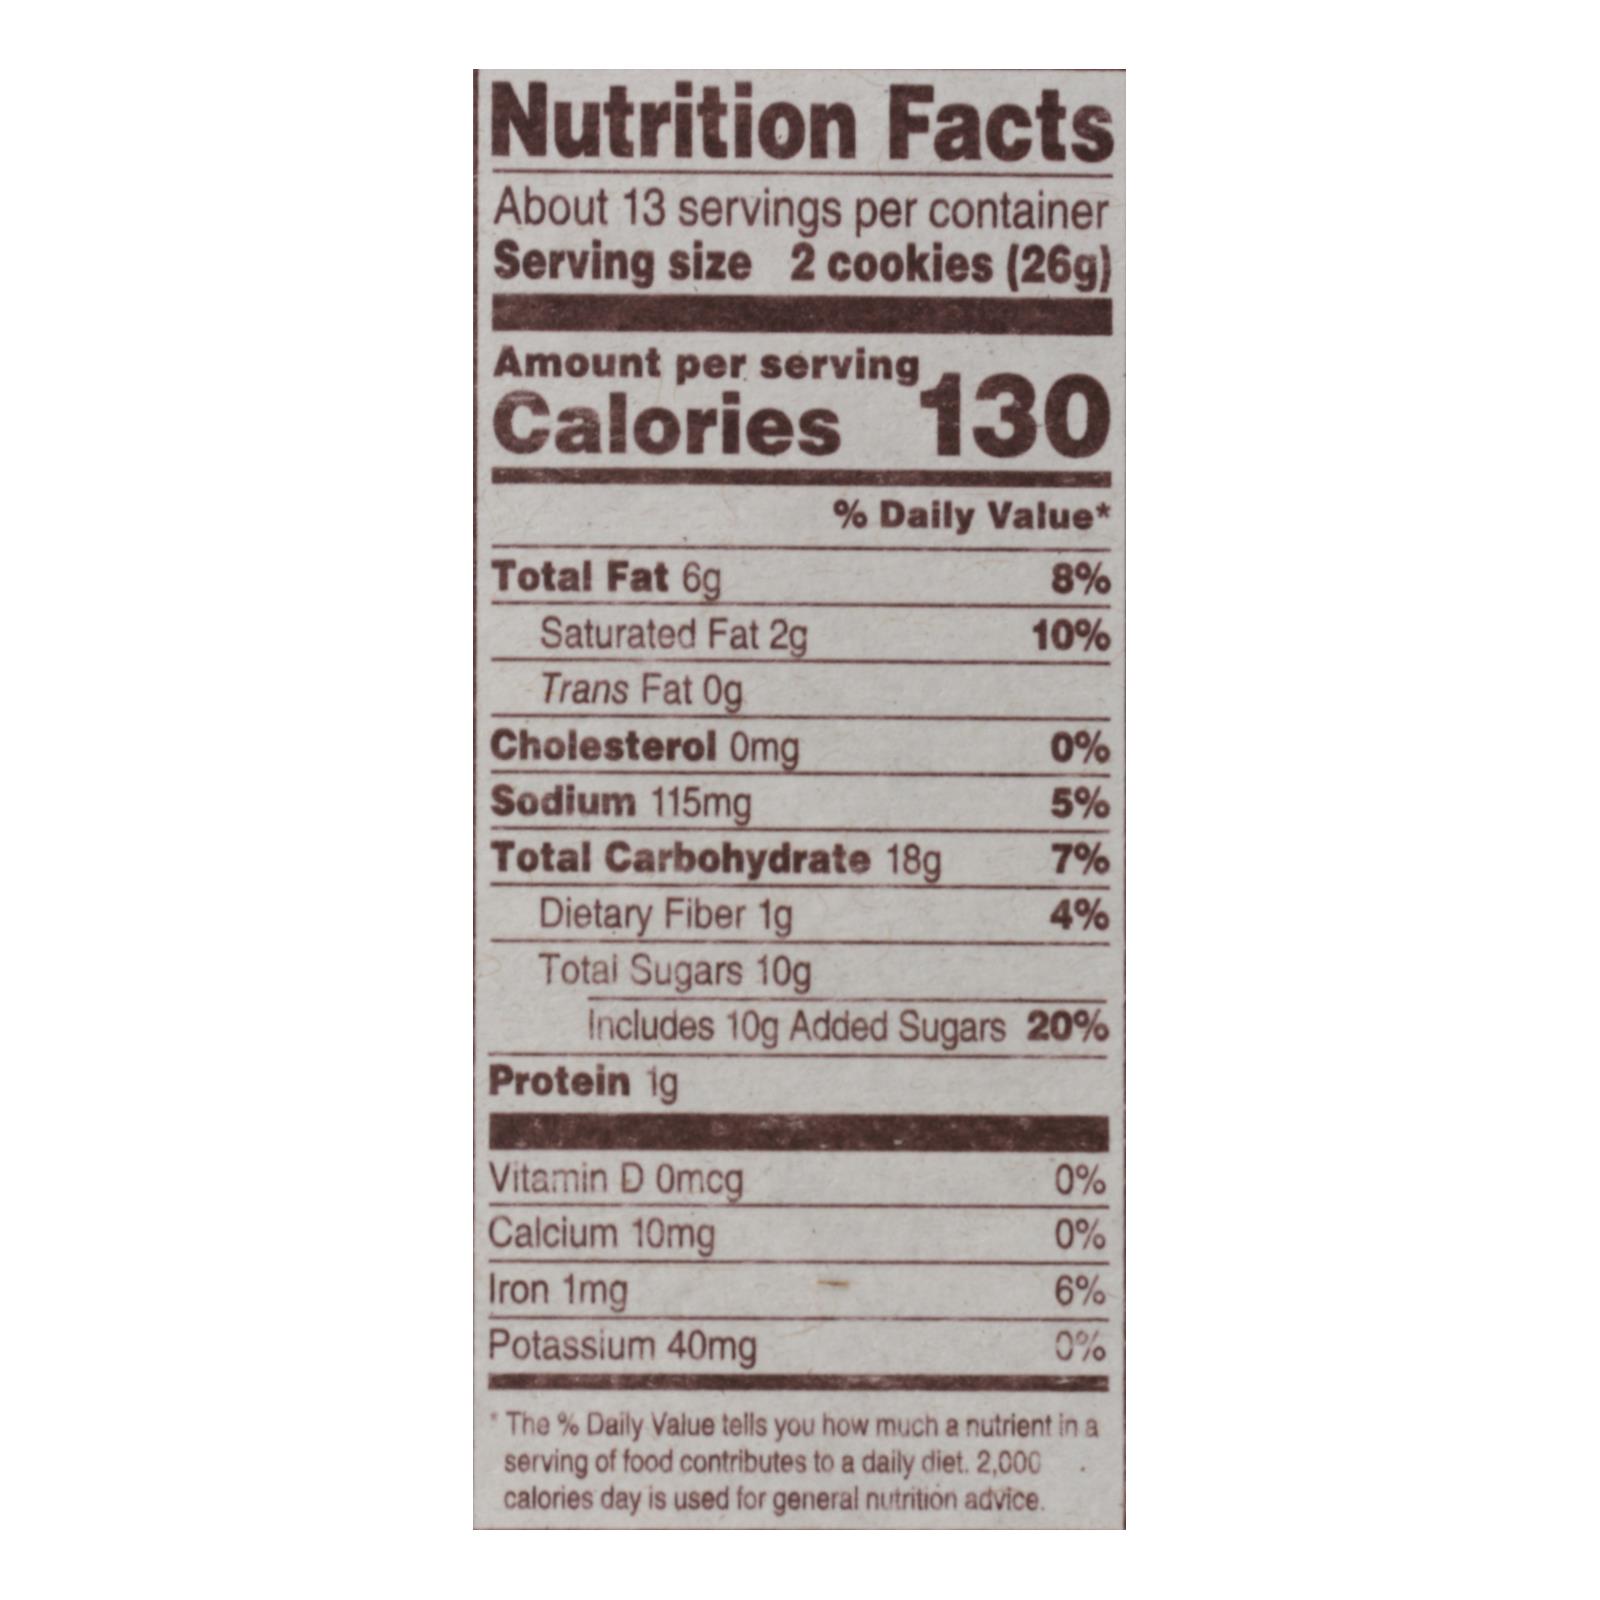 Nutrition Facts
About 13 servings per container
Serving size 2 cookies (26g)
Amount per serving
Calories 130
% Daily Value*
Total Fat 6g 8%
Saturated Fat 2g 10%
Trans Fat 0g
Cholesterol 0mg 0%
Sodium 115mg 5%
Total Carbohydrate 18g 7%
Dietary Fiber 1g 4%
Total Sugars 10g
Includes 10g Added Sugars 20%
Protein 1g
Vitamin D 0mcg 0%
Calcium 10mg 0%
Iron 1mg 6%
Potassium 40mg 0%
* The % Daily Value tells you how much a nutrient in a
serving of food contributes to a daily diet. 2,000
calories day is used for general nutrition advice.